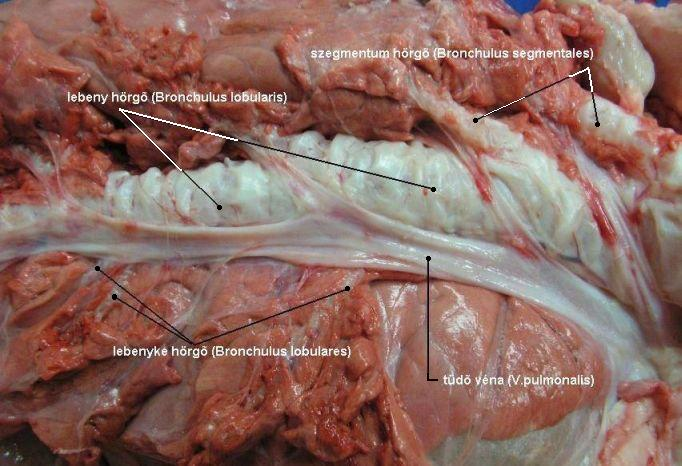 szegmentum hörgő (Bronchulus segmentales)
lebeny hörgő (Bronchulus lobularis)
lebenyke hörgő (Bronchulus lobulares)
tüdő véna (V.pulmonalis)